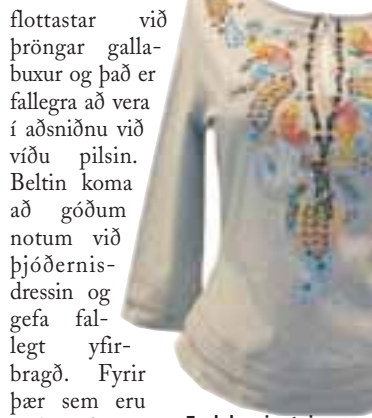 flottastar við
þröngar galla-
buxur og það er
fallegra að vera
í aðsniðnu við
víðu pilsin.
Beltin koma
að góðum
notum við
þjóðernis-
dressin og
gefa fal-
legt yfir-
bragð. Fyrir
þær sem eru